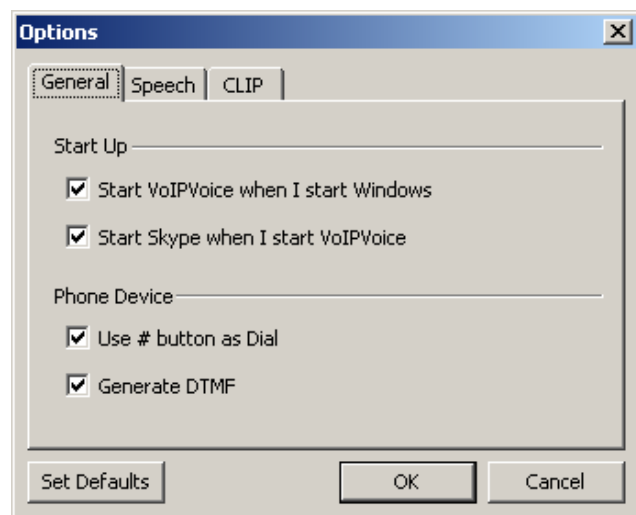 Options
General Speech CLIP
Start Up
Start VoIPVoice when I start Windows
Start Skype when I start VoIPVoice
Phone Device
Use # button as Dial
Generate DTMF
Set Defaults OK Cancel